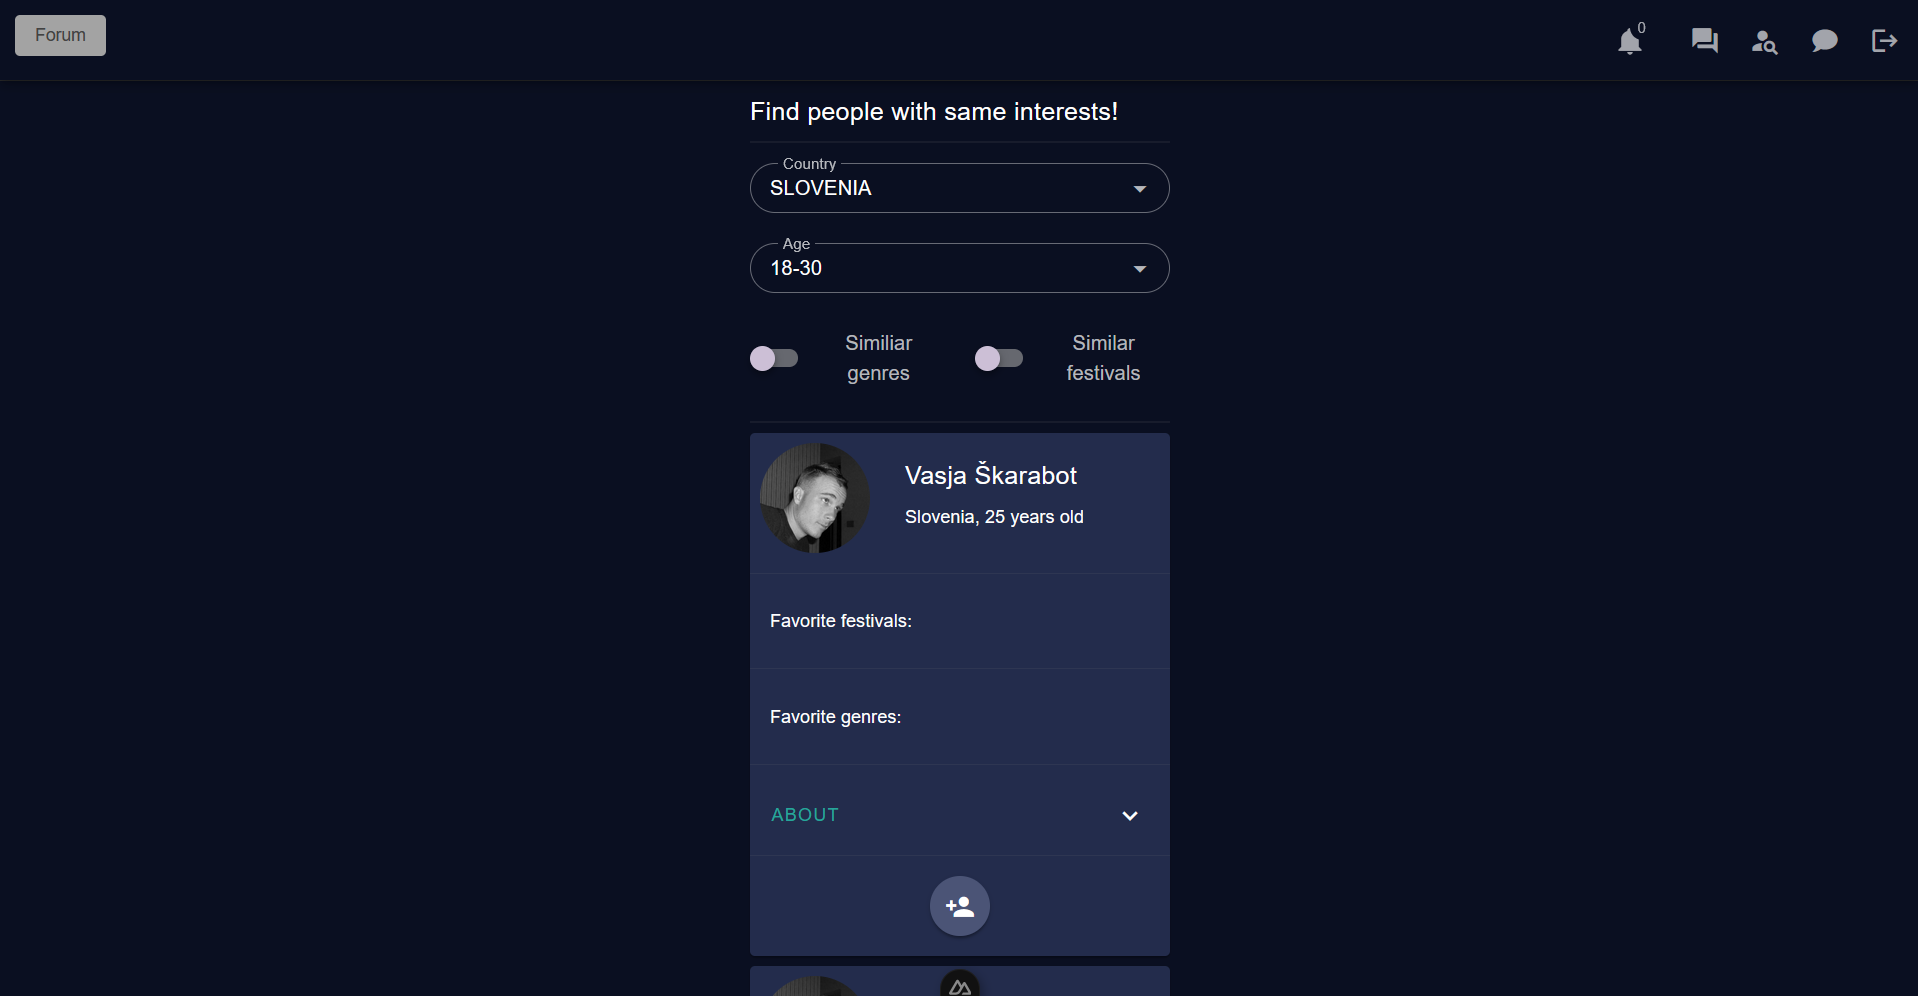 Forum
0
Find people with same interests!
Country
SLOVENIA
Age
18-30
Similiar
genres
Similar
festivals
Vasja Škarabot
Slovenia, 25 years old
Favorite festivals:
Favorite genres:
ABOUT